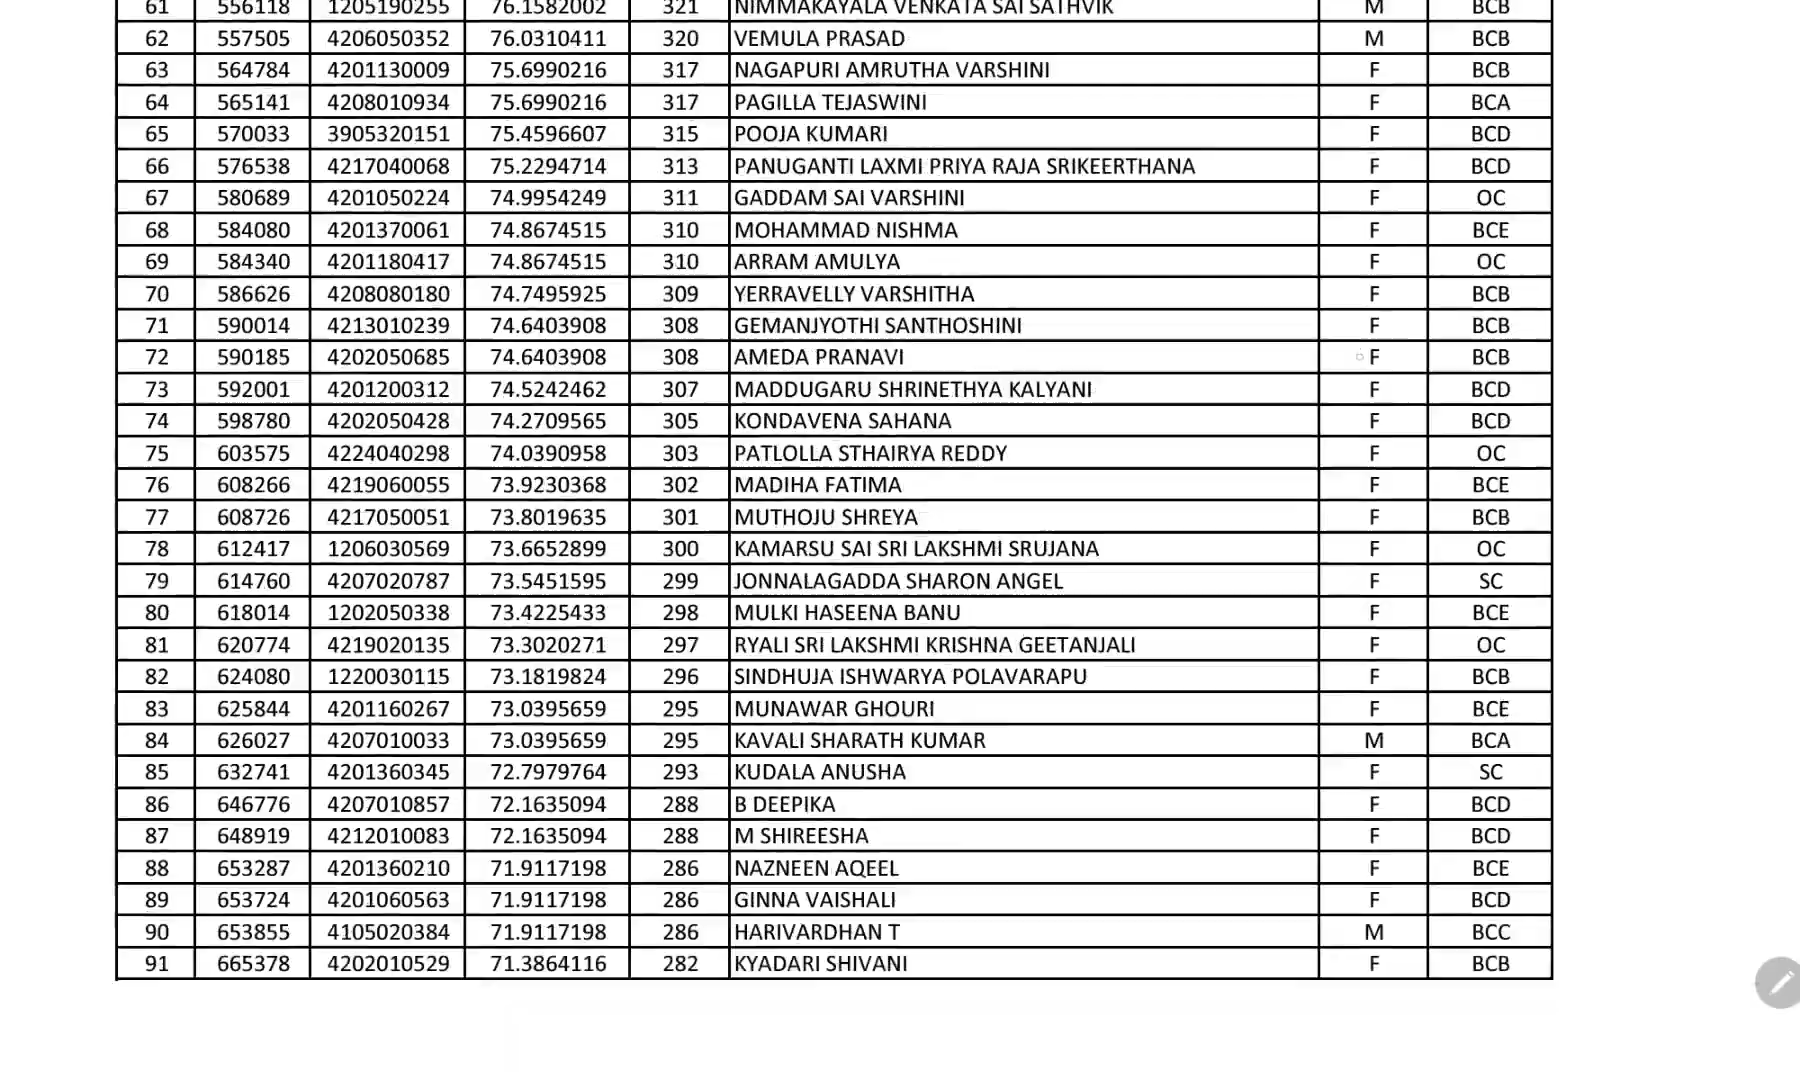 61 556118 1205190255 76.1582002 321 NIMMAKAYALA VENKATA SAI SATHVIK M BCB
62 557505 4206050352 76.0310411 320 VEMULA PRASAD M BCB
63 564784 4201130009 75.6990216 317 NAGAPURI AMRUTHA VARSHINI F BCB
64 565141 4208010934 75.6990216 317 PAGILLA TEJASWINI F BCA
65 570033 3905320151 75.4596607 315 POOJA KUMARI F BCD
66 576538 4217040068 75.2294714 313 PANUGANTI LAXMI PRIYA RAJA SRIKEERTHANA F BCD
67 580689 4201050224 74.9954249 311 GADDAM SAI VARSHINI F OC
68 584080 4201370061 74.8674515 310 MOHAMMAD NISHMA F BCE
69 584340 4201180417 74.8674515 310 ARRAM AMULYA F OC
70 586626 4208080180 74.7495925 309 YERRAVELLY VARSHITHA F BCB
71 590014 4213010239 74.6403908 308 GEMANJYOTHI SANTHOSHINI F BCB
72 590185 4202050685 74.6403908 308 AMEDA PRANAVI F BCB
73 592001 4201200312 74.5242462 307 MADDUGARU SHRINETHYA KALYANI F BCD
74 598780 4202050428 74.2709565 305 KONDAVENA SAHANA F BCD
75 603575 4224040298 74.0390958 303 PATLOLLA STHAIRYA REDDY F OC
76 608266 4219060055 73.9230368 302 MADIHA FATIMA F BCE
77 608726 4217050051 73.8019635 301 MUTHOJU SHREYA F BCB
78 612417 1206030569 73.6652899 300 KAMARSU SAI SRI LAKSHMI SRUJANA F OC
79 614760 4207020787 73.5451595 299 JONNALAGADDA SHARON ANGEL F SC
80 618014 1202050338 73.4225433 298 MULKI HASEENA BANU F BCE
81 620774 4219020135 73.3020271 297 RYALI SRI LAKSHMI KRISHNA GEETANJALI F OC
82 624080 1220030115 73.1819824 296 SINDHUJA ISHWARYA POLAVARAPU F BCB
83 625844 4201160267 73.0395659 295 MUNAWAR GHOURI F BCE
84 626027 4207010033 73.0395659 295 KAVALI SHARATH KUMAR M BCA
85 632741 4201360345 72.7979764 293 KUDALA ANUSHA F SC
86 646776 4207010857 72.1635094 288 B DEEPIKA F BCD
87 648919 4212010083 72.1635094 288 M SHIREESHA F BCD
88 653287 4201360210 71.9117198 286 NAZNEEN AQEEL F BCE
89 653724 4201060563 71.9117198 286 GINNA VAISHALI F BCD
90 653855 4105020384 71.9117198 286 HARIVARDHAN T M BCC
91 665378 4202010529 71.3864116 282 KYADARI SHIVANI F BCB